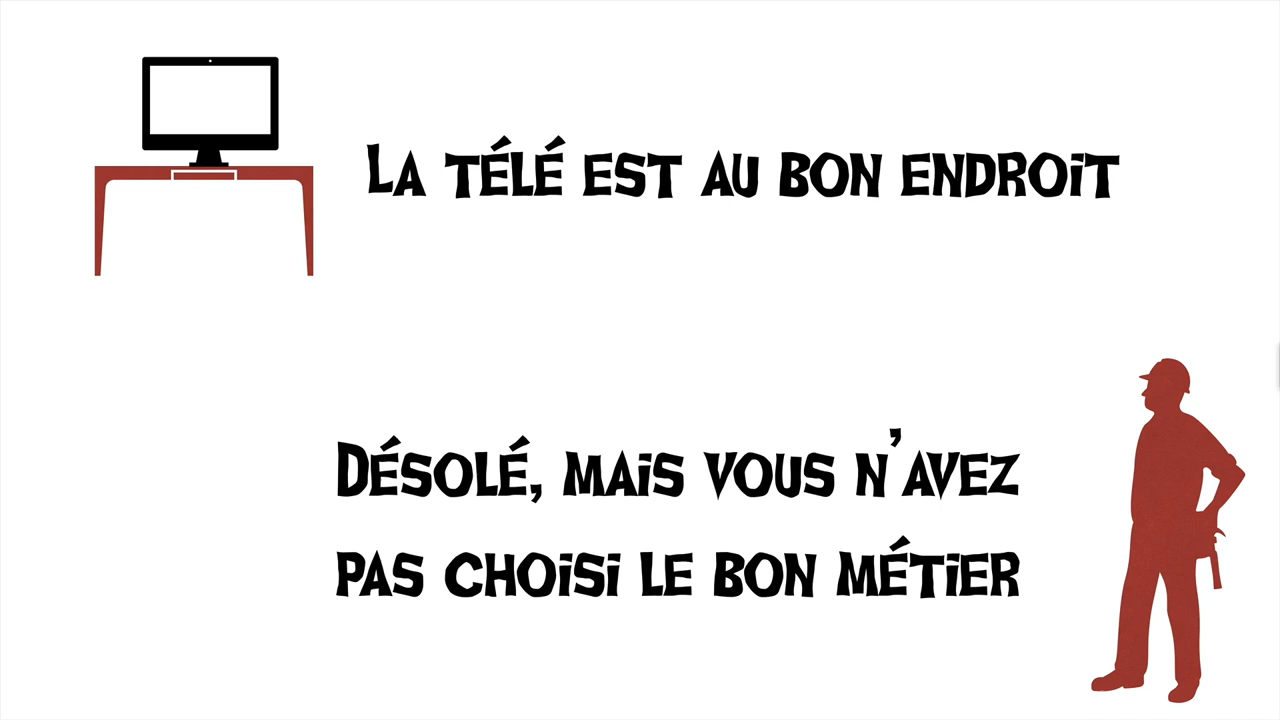 La télé est au bon endroit
Désolé, mais vous n'avez
pas choisi le bon métier